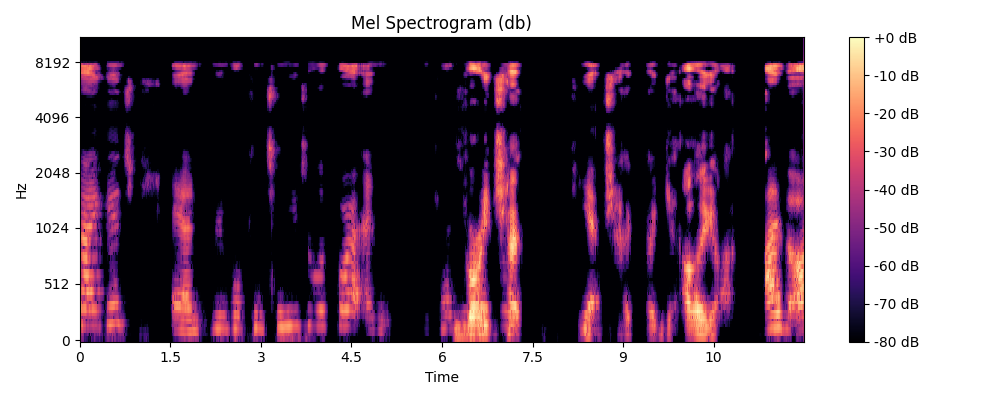 Mel Spectrogram (db)
8192
4096
2048
1024
512
0
Hz
0 1.5 3 4.5 6 7.5 9 10
Time
+0 dB
-10 dB
-20 dB
-30 dB
-40 dB
-50 dB
-60 dB
-70 dB
-80 dB